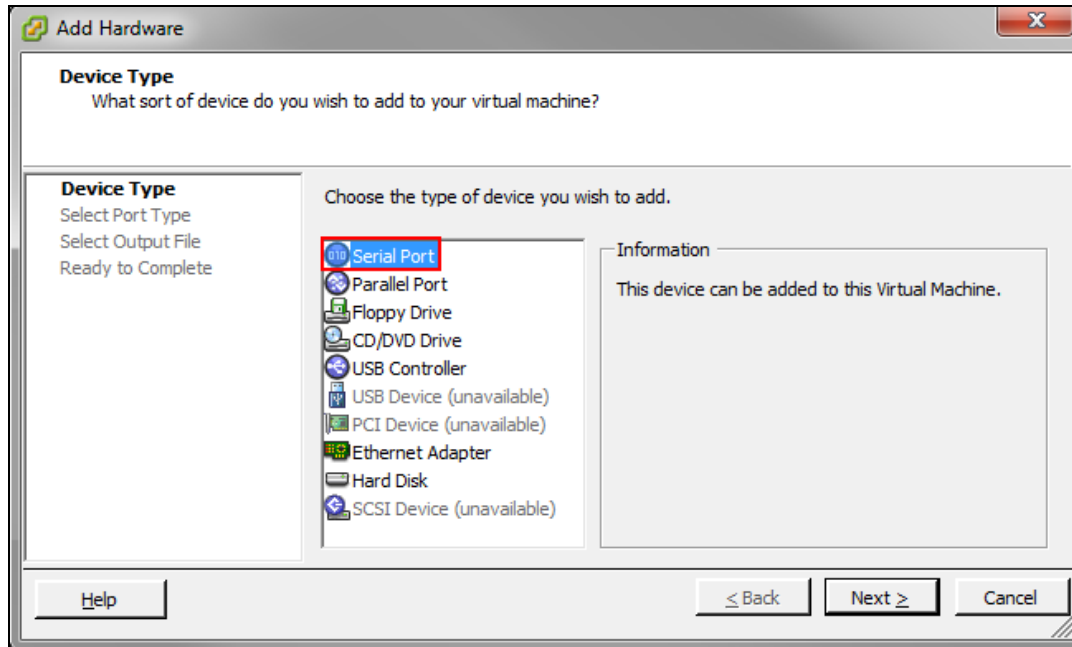 Add Hardware
Device Type
What sort of device do you wish to add to your virtual machine?
Device Type
Select Port Type
Select Output File
Ready to Complete
Choose the type of device you wish to add.
010 Serial Port
Parallel Port
Floppy Drive
CD/DVD Drive
USB Controller
USB Device (unavailable)
PCI Device (unavailable)
Ethernet Adapter
Hard Disk
SCSI Device (unavailable)
Information
This device can be added to this Virtual Machine.
Help
< Back
Next >
Cancel